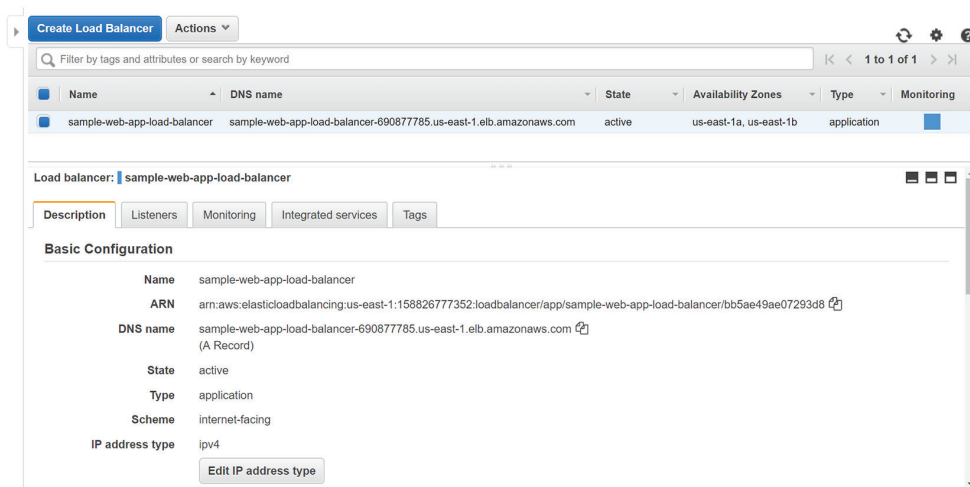 Create Load Balancer Actions
Filter by tags and attributes or search by keyword 1 to 1 of 1
Name DNS name State Availability Zones Type Monitoring
sample-web-app-load-balancer sample-web-app-load-balancer-690877785.us-east-1.elb.amazonaws.com active us-east-1a, us-east-1b application
Load balancer: sample-web-app-load-balancer
Description Listeners Monitoring Integrated services Tags
Basic Configuration
Name sample-web-app-load-balancer
ARN arn:aws:elasticloadbalancing:us-east-1:158826777352:loadbalancer/app/sample-web-app-load-balancer/bb5ae49ae07293d8
DNS name sample-web-app-load-balancer-690877785.us-east-1.elb.amazonaws.com
(A Record)
State active
Type application
Scheme internet-facing
IP address type ipv4
Edit IP address type